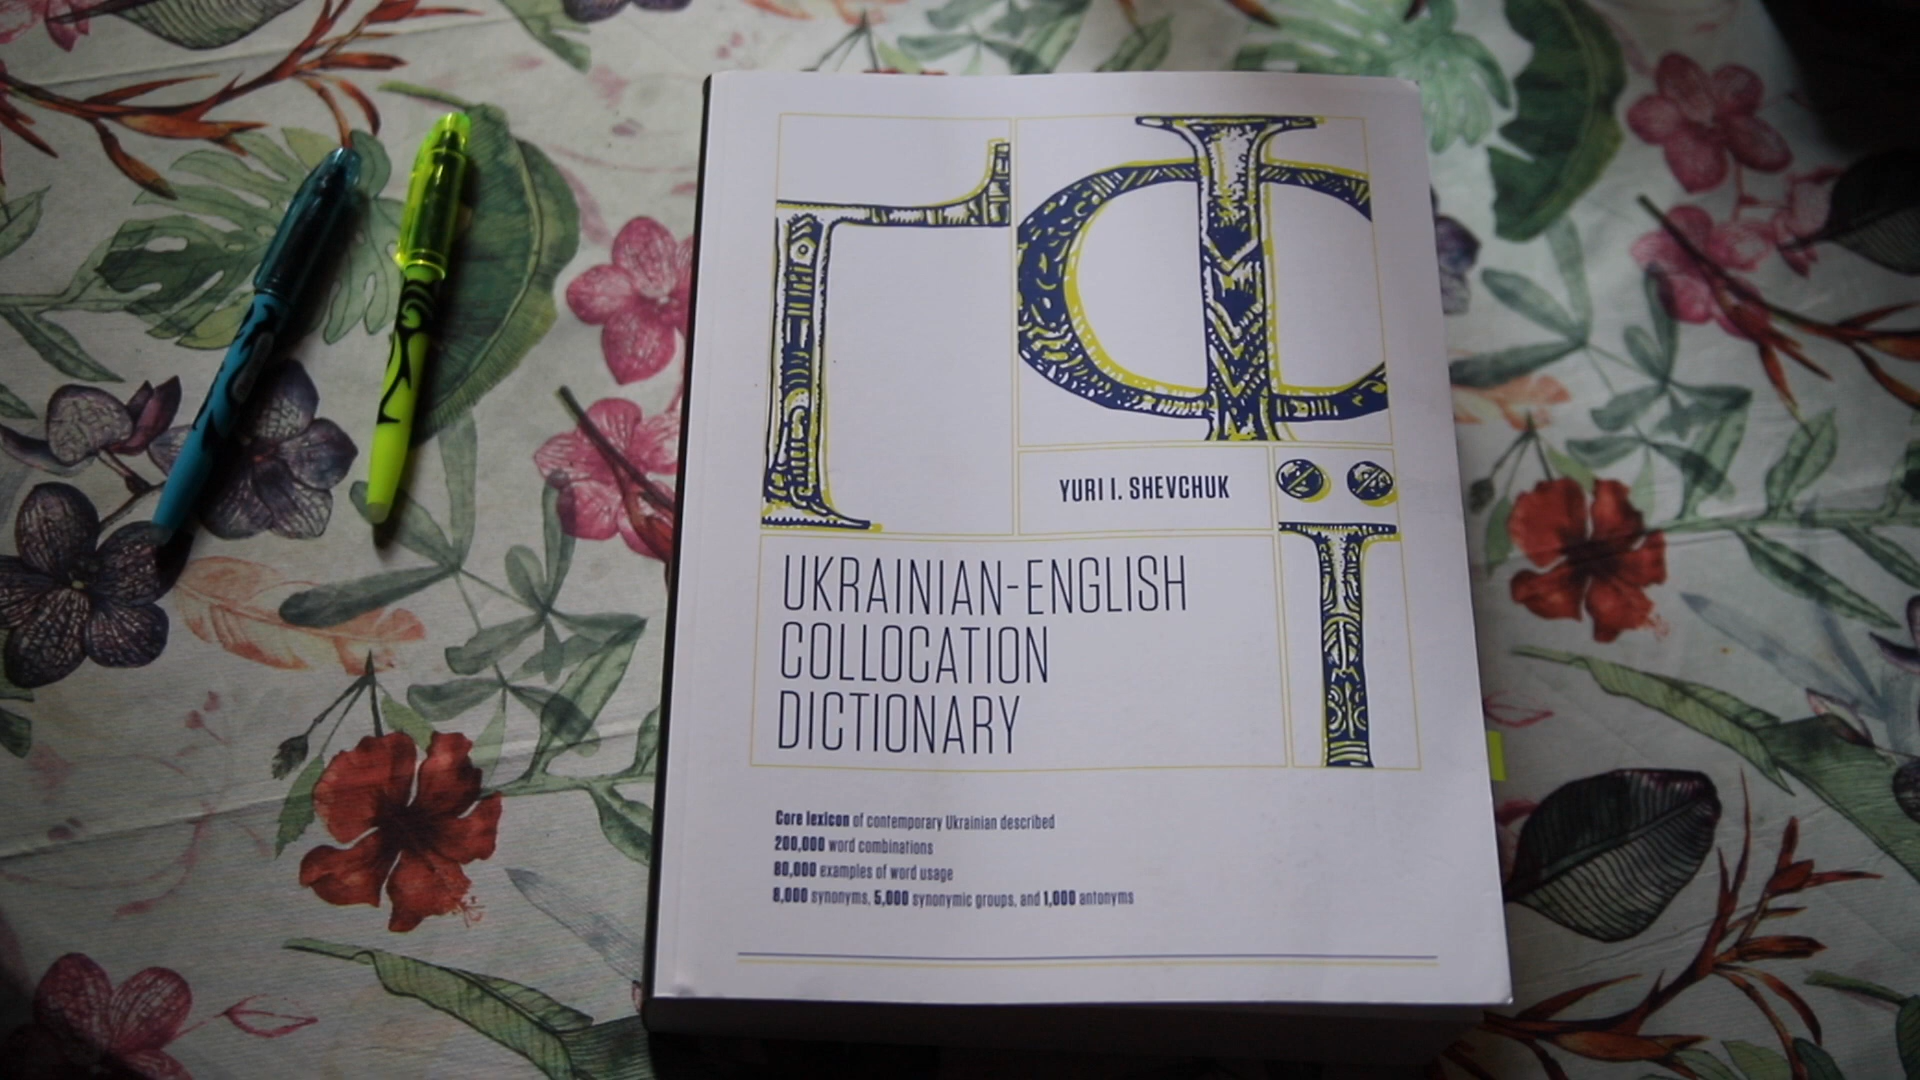 Ґ Ф
YURI I. SHEVCHUK
Ї
UKRAINIAN-ENGLISH
COLLOCATION
DICTIONARY
Core lexicon of contemporary Ukrainian described
200,000 word combinations
80,000 examples of word usage
8,000 synonyms, 5,000 synonymic groups, and 1,000 antonyms